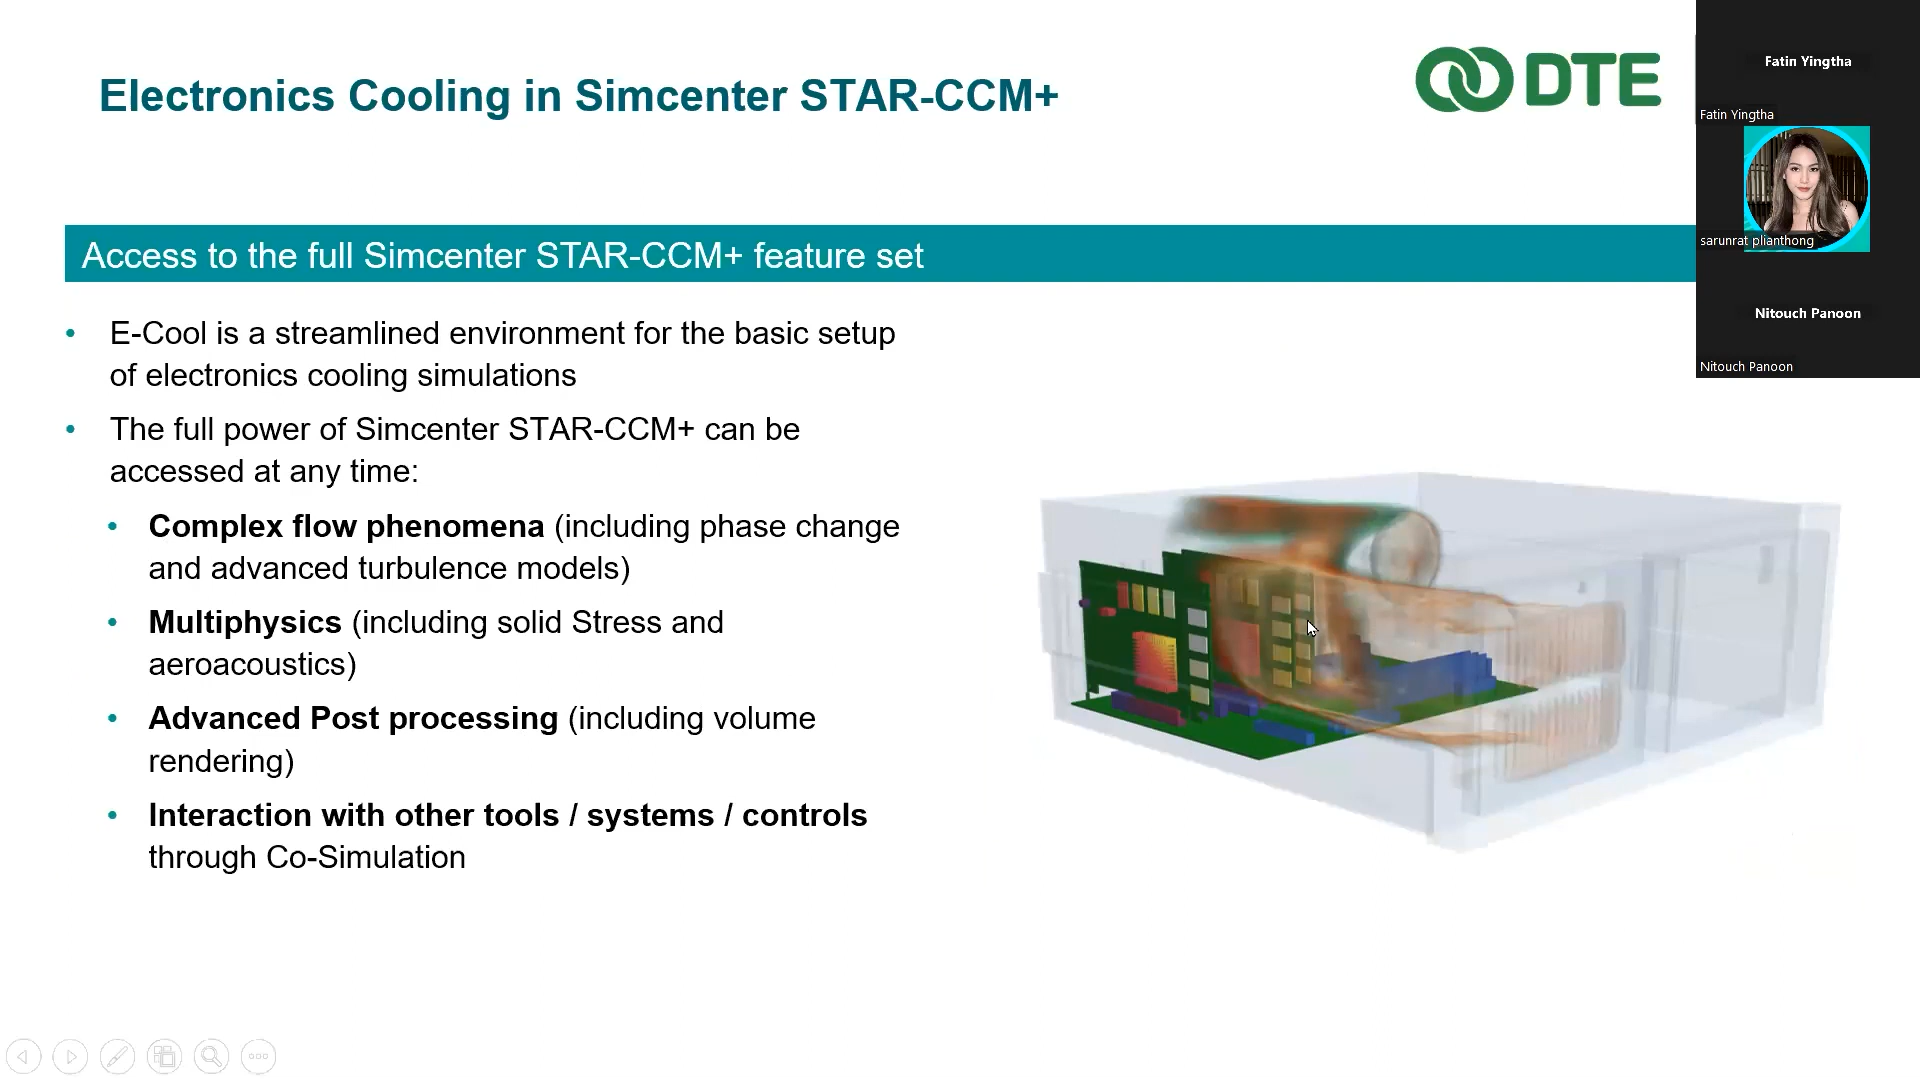 Electronics Cooling in Simcenter STAR-CCM+
DTE
Fatin Yingtha
Fatin Yingtha
sarunrat plianthong
Nitouch Panoon
Nitouch Panoon
Access to the full Simcenter STAR-CCM+ feature set
• E-Cool is a streamlined environment for the basic setup
of electronics cooling simulations
• The full power of Simcenter STAR-CCM+ can be
accessed at any time:
• Complex flow phenomena (including phase change
and advanced turbulence models)
• Multiphysics (including solid Stress and
aeroacoustics)
• Advanced Post processing (including volume
rendering)
• Interaction with other tools / systems / controls
through Co-Simulation